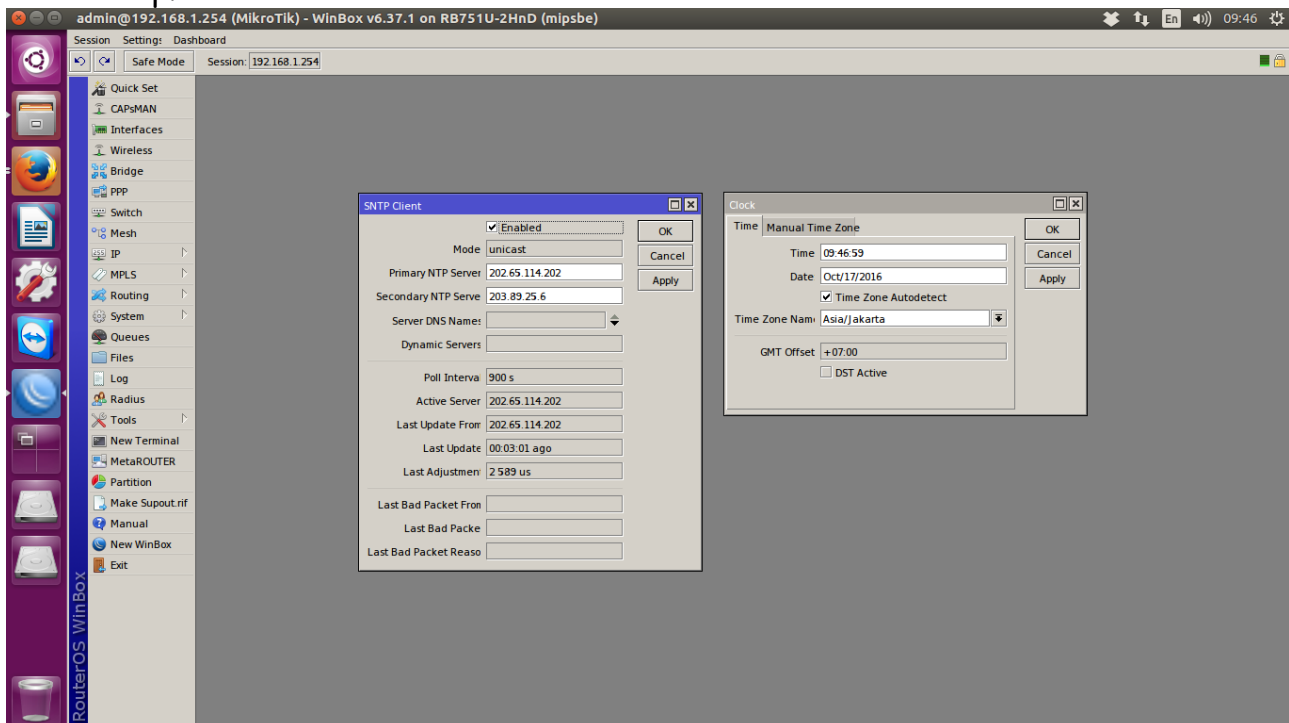 admin@192.168.1.254 (MikroTik) - WinBox v6.37.1 on RB751U-2HnD (mipsbe)
En
09:46
Session Settings Dashboard
Safe Mode Session: 192.168.1.254
Quick Set
CAPsMAN
Interfaces
Wireless
Bridge
PPP
Switch
Mesh
IP
MPLS
Routing
System
Queues
Files
Log
Radius
Tools
New Terminal
MetaROUTER
Partition
Make Supout.rif
Manual
New WinBox
Exit
RouterOS WinBox
SNTP Client
Enabled
OK
Mode unicast
Cancel
Primary NTP Server 202.65.114.202
Apply
Secondary NTP Serve 203.89.25.6
Server DNS Names
Dynamic Servers
Poll Interva 900 s
Active Server 202.65.114.202
Last Update From 202.65.114.202
Last Update 00:03:01 ago
Last Adjustmen 2 589 us
Last Bad Packet Fron
Last Bad Packe
Last Bad Packet Reaso
Clock
Time Manual Time Zone
OK
Time 09:46:59
Cancel
Date Oct/17/2016
Apply
Time Zone Autodetect
Time Zone Nam Asia/Jakarta
GMT Offset +07:00
DST Active